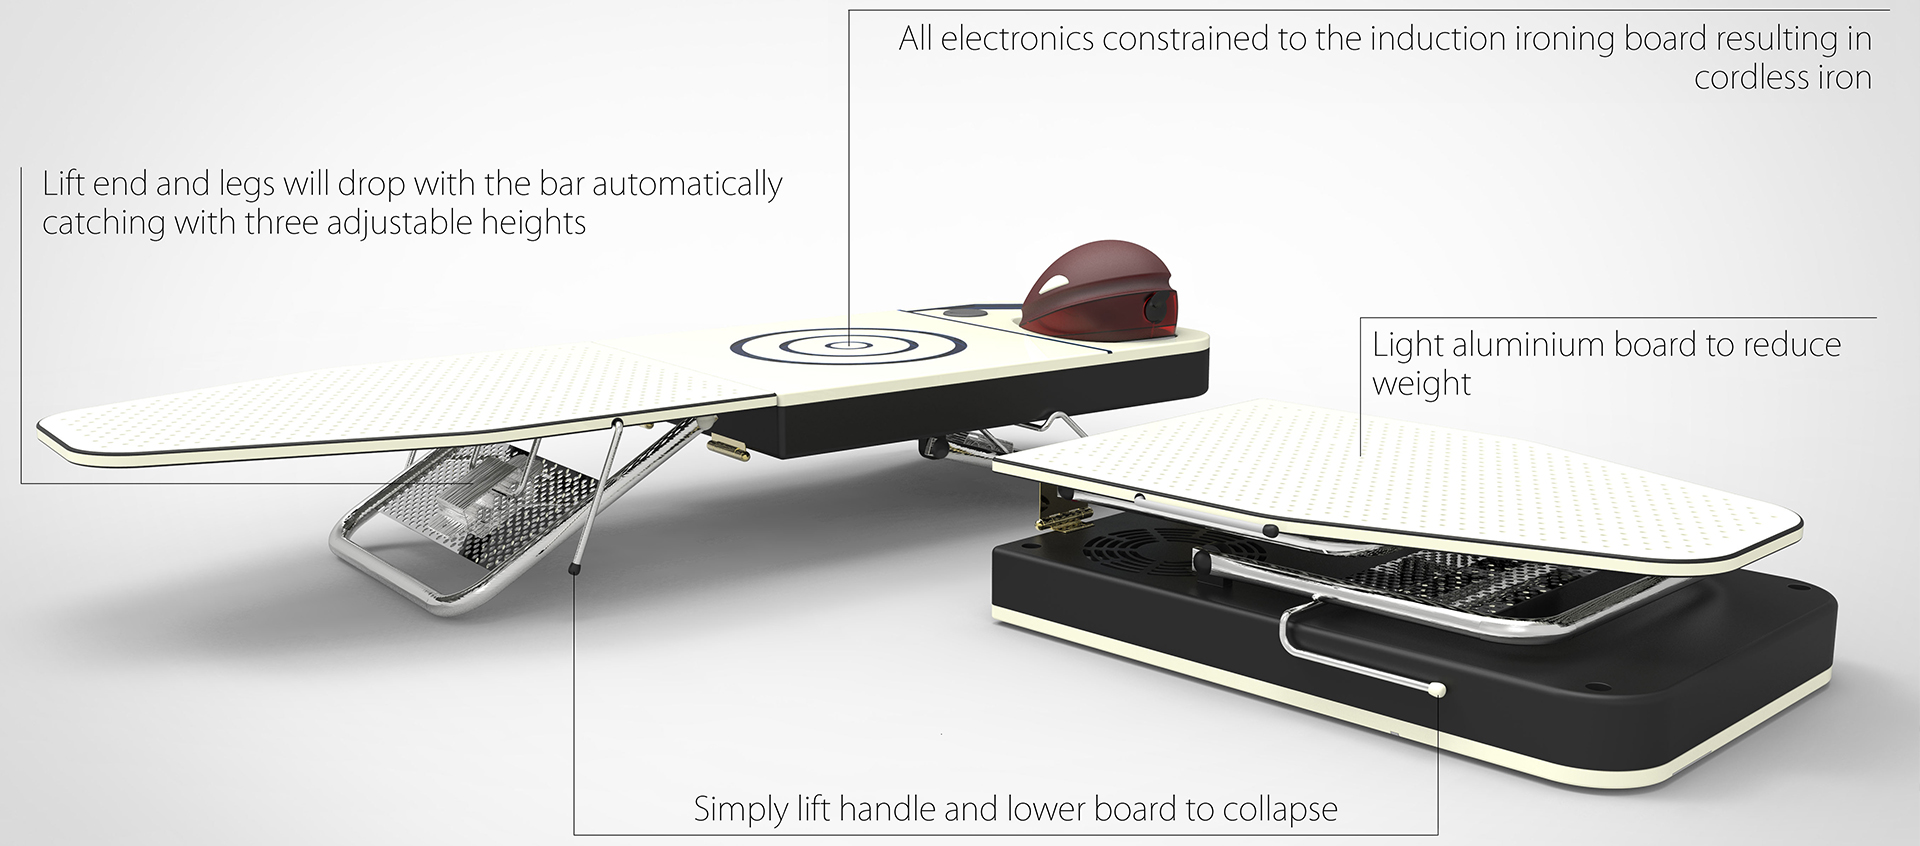 All electronics constrained to the induction ironing board resulting in
cordless iron
Lift end and legs will drop with the bar automatically
catching with three adjustable heights
Light aluminium board to reduce
weight
Simply lift handle and lower board to collapse